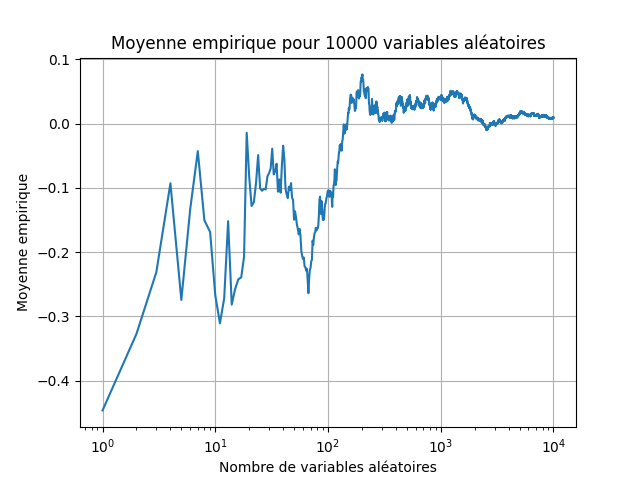 Moyenne empirique pour 10000 variables aléatoires
Moyenne empirique
0.1
0.0
−0.1
−0.2
−0.3
−0.4
10⁰ 10¹ 10² 10³ 10⁴
Nombre de variables aléatoires